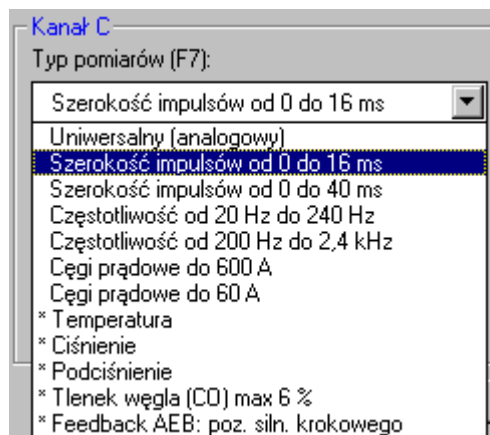 Kanał C
Typ pomiarów (F7):
Szerokość impulsów od 0 do 16 ms
Uniwersalny (analogowy)
Szerokość impulsów od 0 do 16 ms
Szerokość impulsów od 0 do 40 ms
Częstotliwość od 20 Hz do 240 Hz
Częstotliwość od 200 Hz do 2,4 kHz
Cęgi prądowe do 600 A
Cęgi prądowe do 60 A
* Temperatura
* Ciśnienie
* Podciśnienie
* Tlenek węgla (CO) max 6 %
* Feedback AEB: poz. siln. krokowego